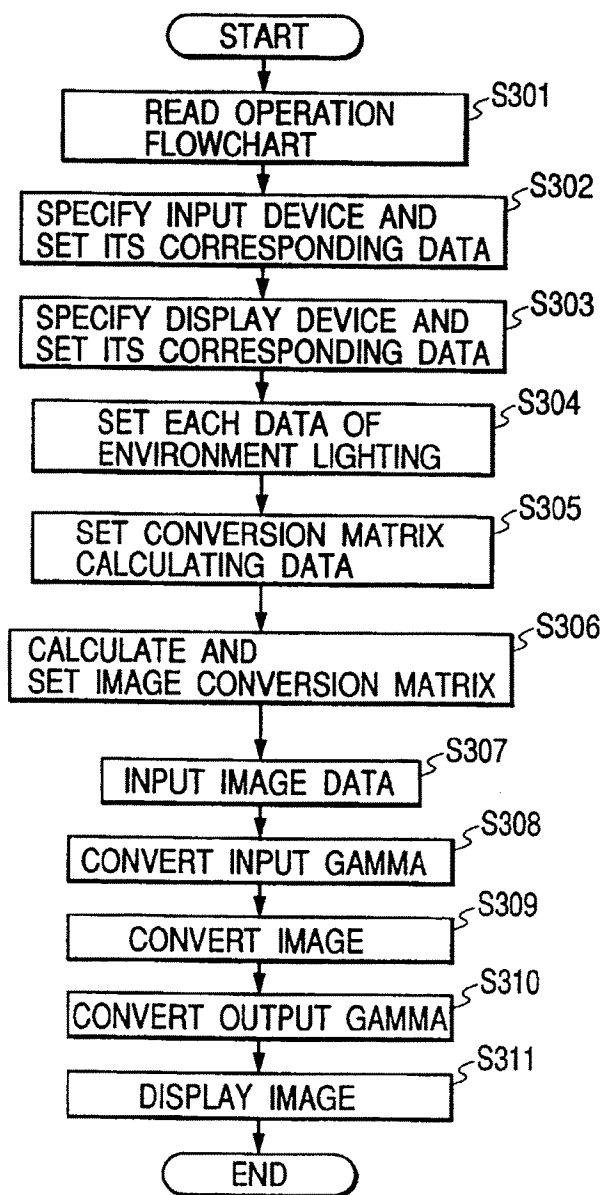 START
READ OPERATION
FLOWCHART
S301
SPECIFY INPUT DEVICE AND
SET ITS CORRESPONDING DATA
S302
SPECIFY DISPLAY DEVICE AND
SET ITS CORRESPONDING DATA
S303
SET EACH DATA OF
ENVIRONMENT LIGHTING
S304
SET CONVERSION MATRIX
CALCULATING DATA
S305
CALCULATE AND
SET IMAGE CONVERSION MATRIX
S306
INPUT IMAGE DATA
S307
CONVERT INPUT GAMMA
S308
CONVERT IMAGE
S309
CONVERT OUTPUT GAMMA
S310
DISPLAY IMAGE
S311
END